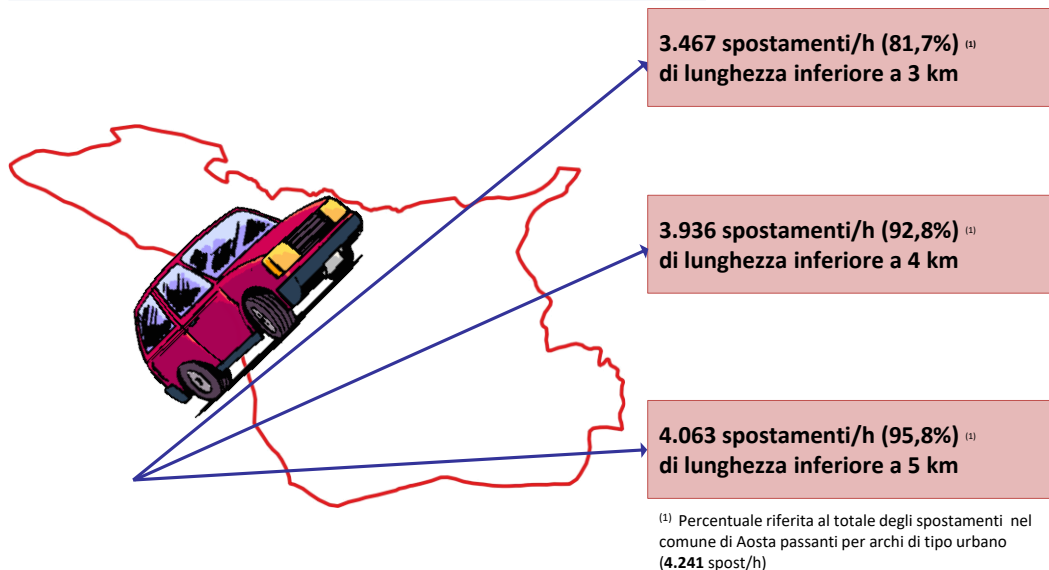 3.467 spostamenti/h (81,7%) (1)
di lunghezza inferiore a 3 km
3.936 spostamenti/h (92,8%) (1)
di lunghezza inferiore a 4 km
4.063 spostamenti/h (95,8%) (1)
di lunghezza inferiore a 5 km
(1) Percentuale riferita al totale degli spostamenti nel
comune di Aosta passanti per archi di tipo urbano
(4.241 spost/h)